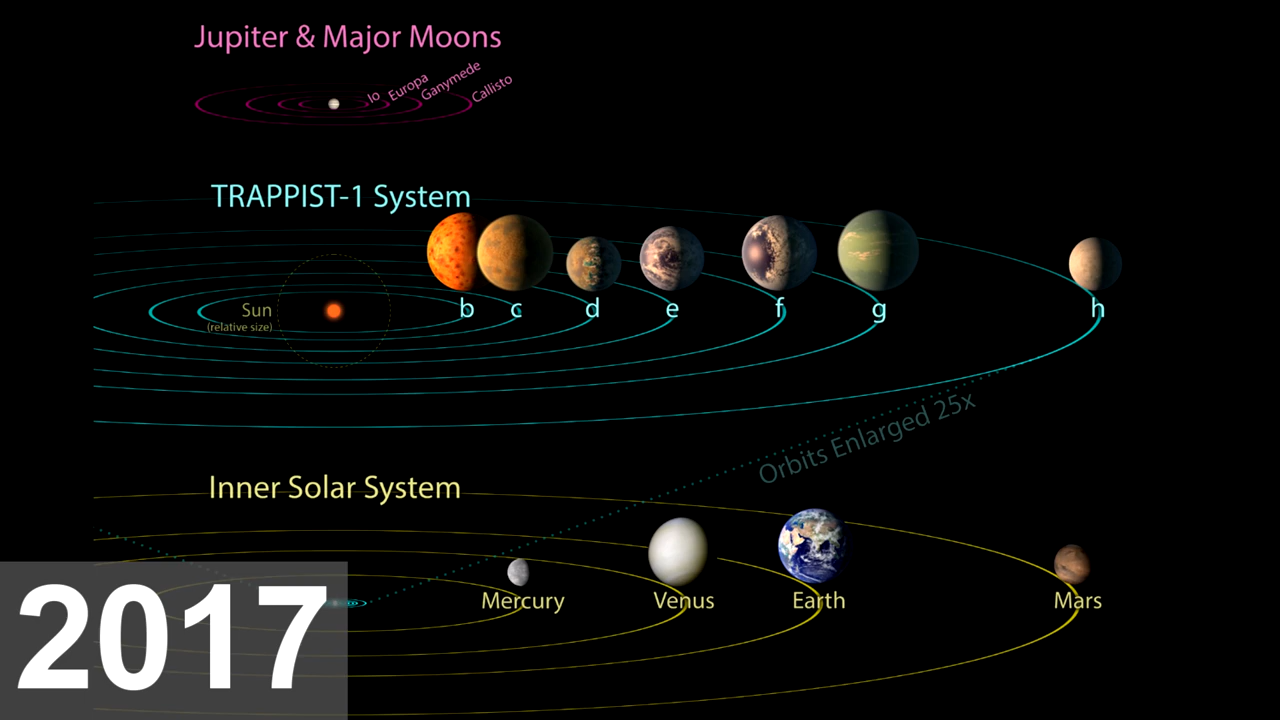 Jupiter & Major Moons
Io
Europa
Ganymede
Callisto
TRAPPIST-1 System
Sun
(relative size)
b
c
d
e
f
g
h
Orbits Enlarged 25x
Inner Solar System
Mercury
Venus
Earth
Mars
2017